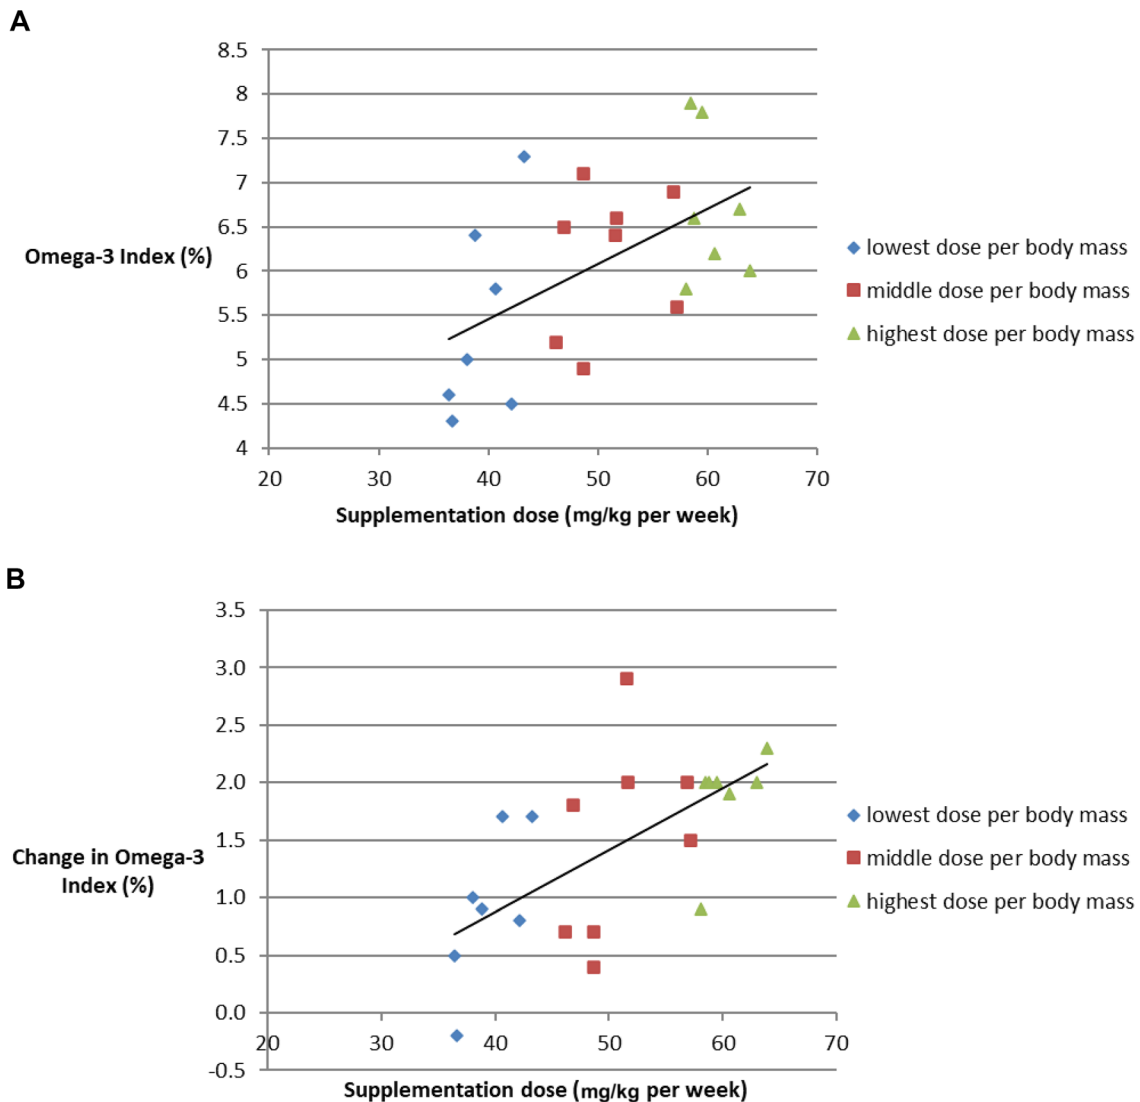 A
8.5
8
7.5
7
6.5
6
5.5
5
4.5
4
Omega-3 Index (%)
20 30 40 50 60 70
Supplementation dose (mg/kg per week)
lowest dose per body mass
middle dose per body mass
highest dose per body mass
B
3.5
3.0
2.5
2.0
1.5
1.0
0.5
0.0
-0.5
Change in Omega-3
Index (%)
20 30 40 50 60 70
Supplementation dose (mg/kg per week)
lowest dose per body mass
middle dose per body mass
highest dose per body mass